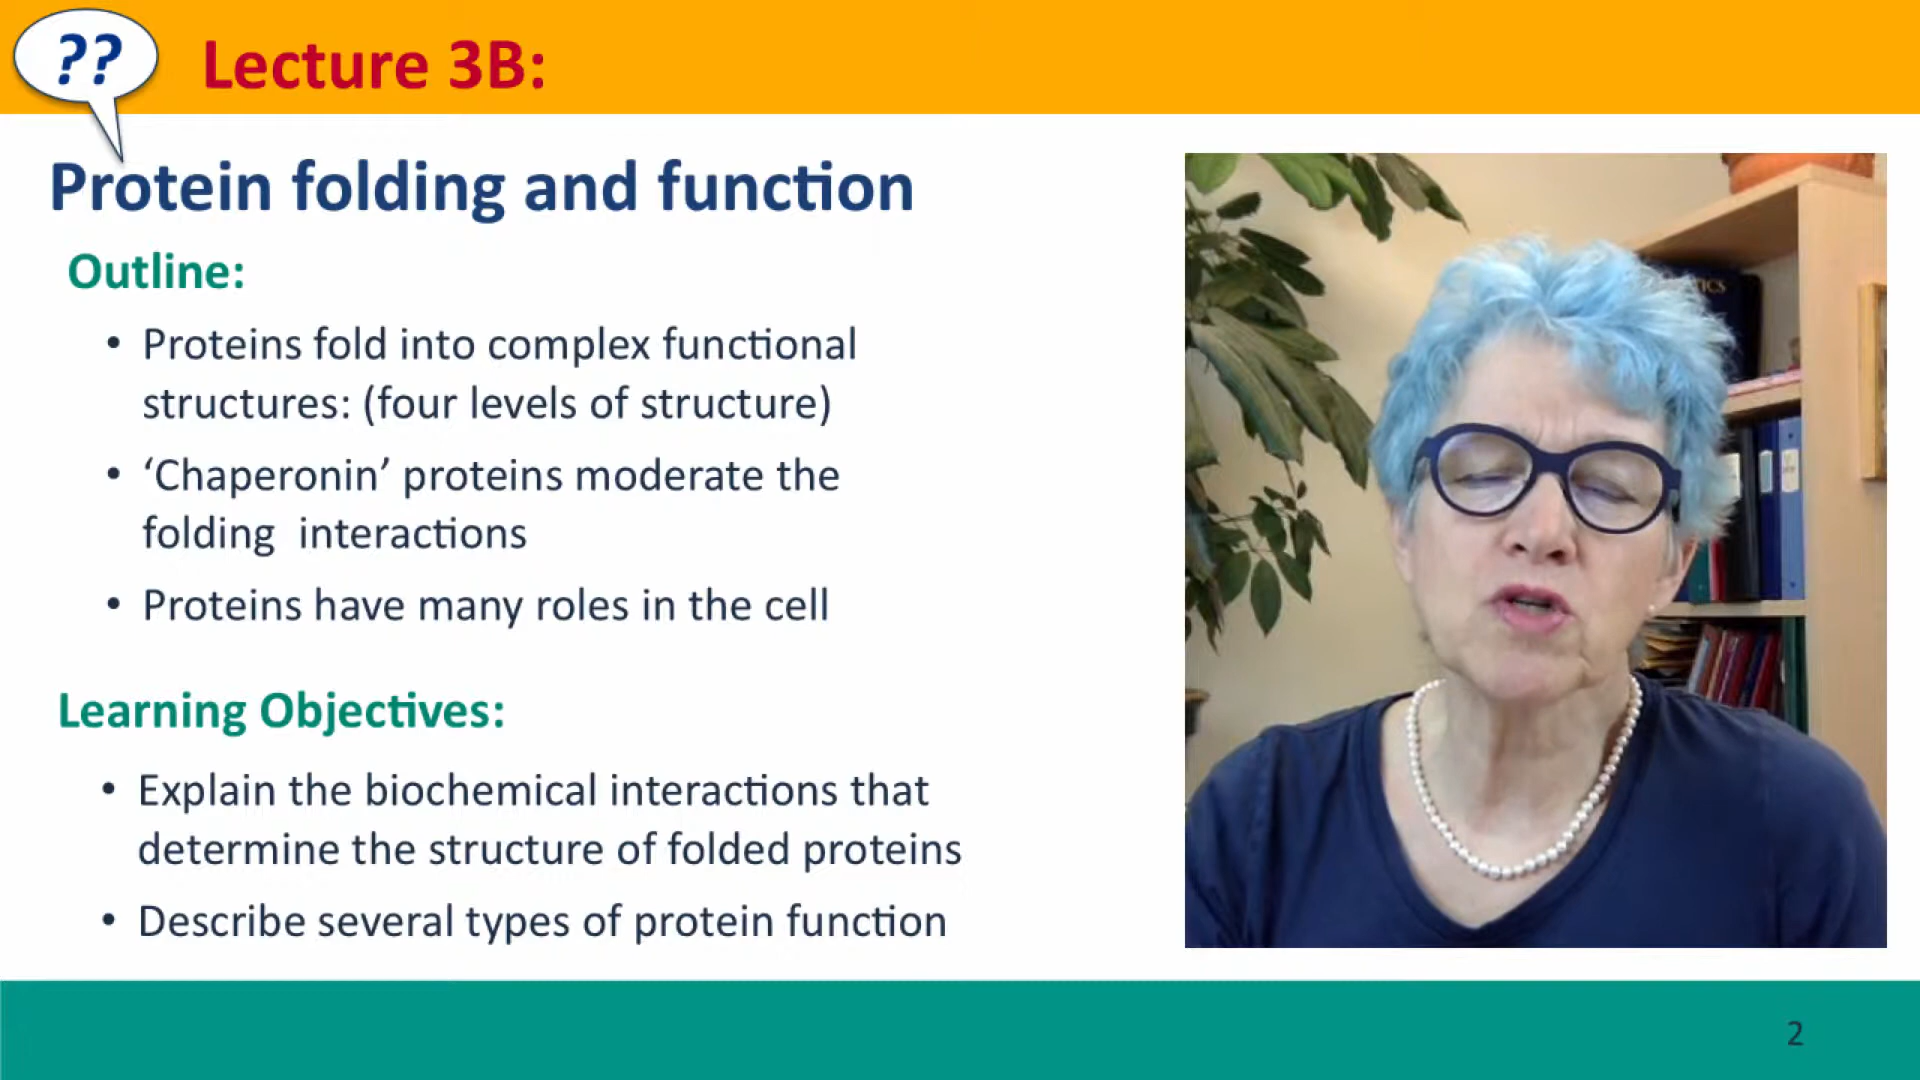 ??
Lecture 3B:
Protein folding and function
Outline:
• Proteins fold into complex functional
structures: (four levels of structure)
• ‘Chaperonin’ proteins moderate the
folding  interactions
• Proteins have many roles in the cell
Learning Objectives:
• Explain the biochemical interactions that
determine the structure of folded proteins
• Describe several types of protein function
2